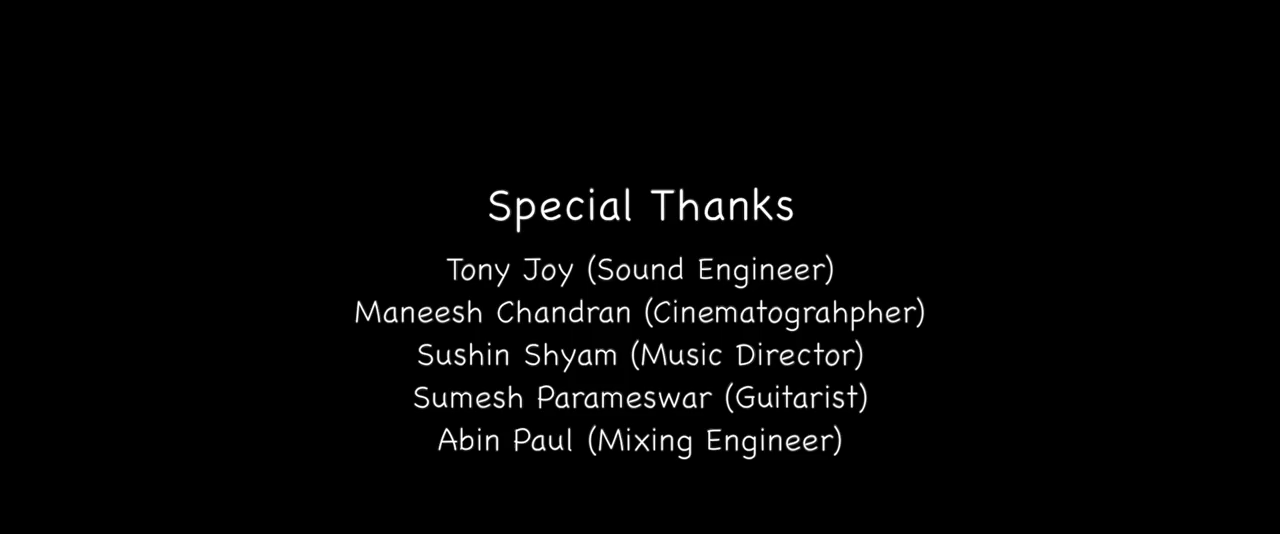 Special Thanks
Tony Joy (Sound Engineer)
Maneesh Chandran (Cinematograhpher)
Sushin Shyam (Music Director)
Sumesh Parameswar (Guitarist)
Abin Paul (Mixing Engineer)